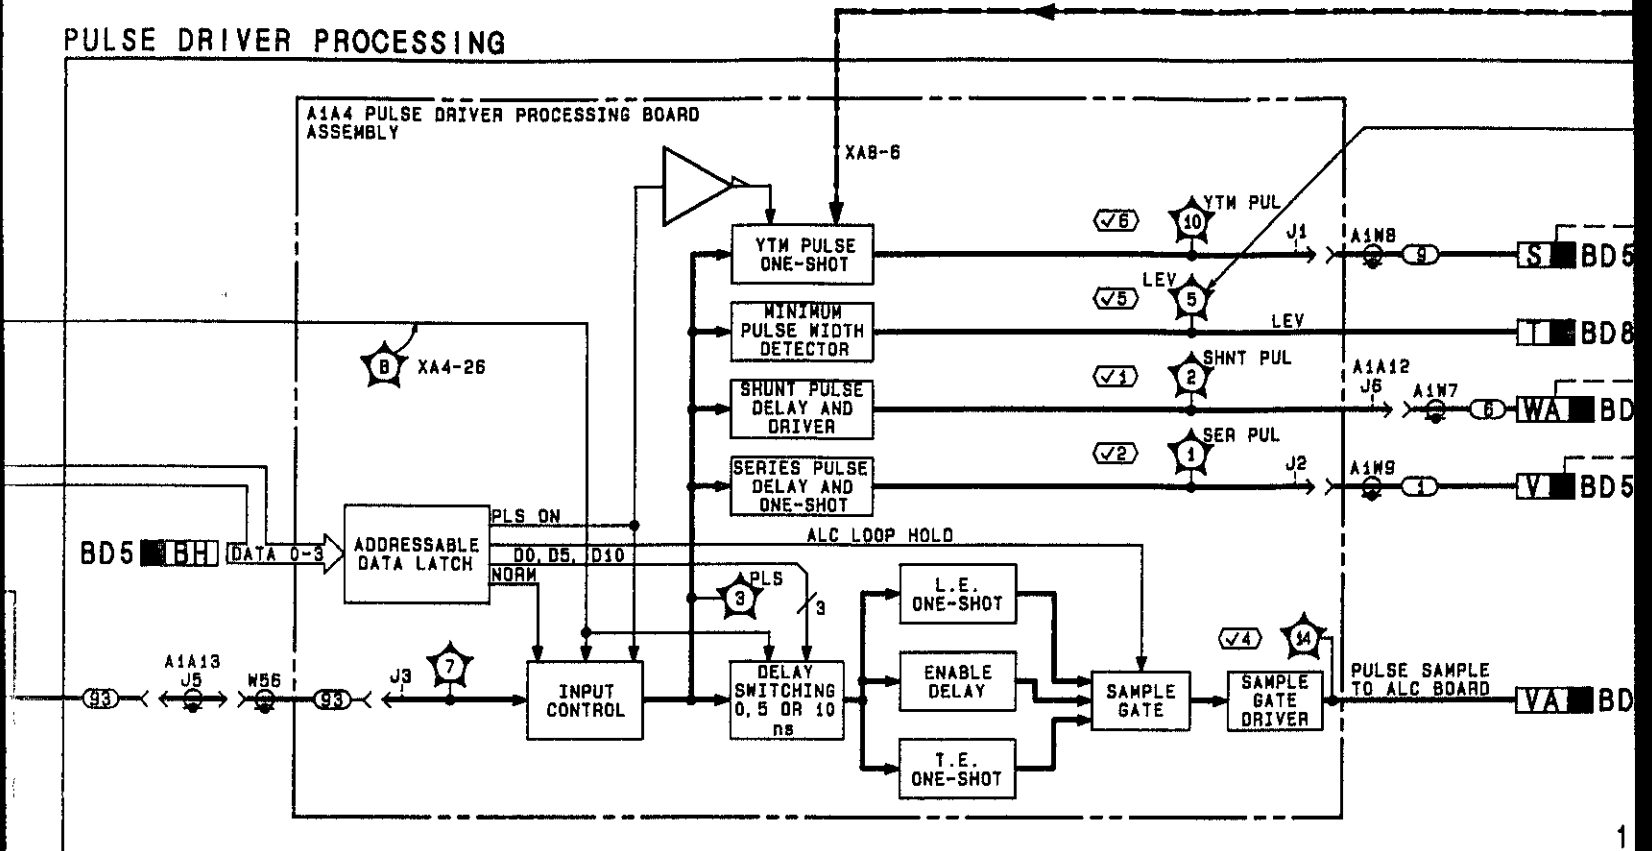 PULSE DRIVER PROCESSING
A1A4 PULSE DRIVER PROCESSING BOARD
ASSEMBLY
XA8-6
YTM PULSE
ONE-SHOT
√6
10
YTM PUL
J1
A1W8
9
S
BD5
MINIMUM
PULSE WIDTH
DETECTOR
√5
LEV
5
LEV
T
BD8
8
XA4-26
SHUNT PULSE
DELAY AND
DRIVER
√1
2
SHNT PUL
A1A12
J6
A1W7
6
WA
BD
SERIES PULSE
DELAY AND
ONE-SHOT
√2
1
SER PUL
J2
A1W9
1
V
BD5
BD5
BH
DATA 0-3
ADDRESSABLE
DATA LATCH
PLS ON
ALC LOOP HOLD
D0, D5, D10
NORM
3
PLS
3
L.E.
ONE-SHOT
93
A1A13
J5
W56
93
J3
7
INPUT
CONTROL
DELAY
SWITCHING
0, 5 OR 10
ns
ENABLE
DELAY
T.E.
ONE-SHOT
SAMPLE
GATE
√4
14
SAMPLE
GATE
DRIVER
PULSE SAMPLE
TO ALC BOARD
VA
BD
1